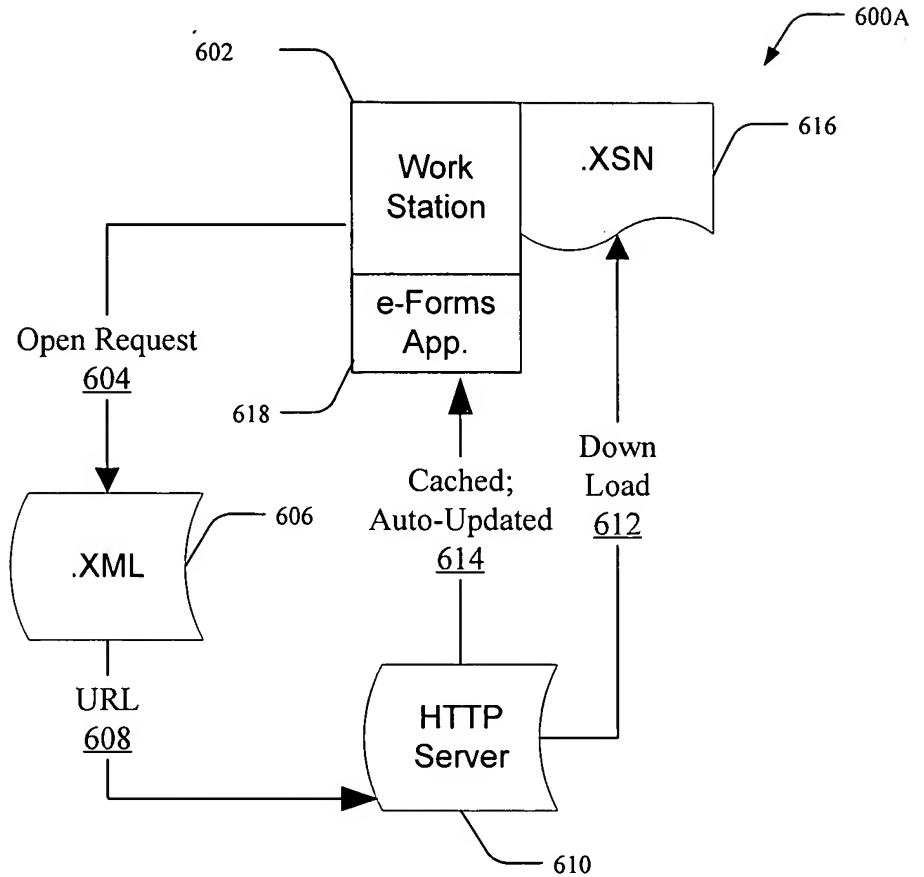 600A
602
616
Work
Station
.XSN
e-Forms
App.
Open Request
604
618
Down
Load
612
Cached;
Auto-Updated
614
606
.XML
URL
608
HTTP
Server
610